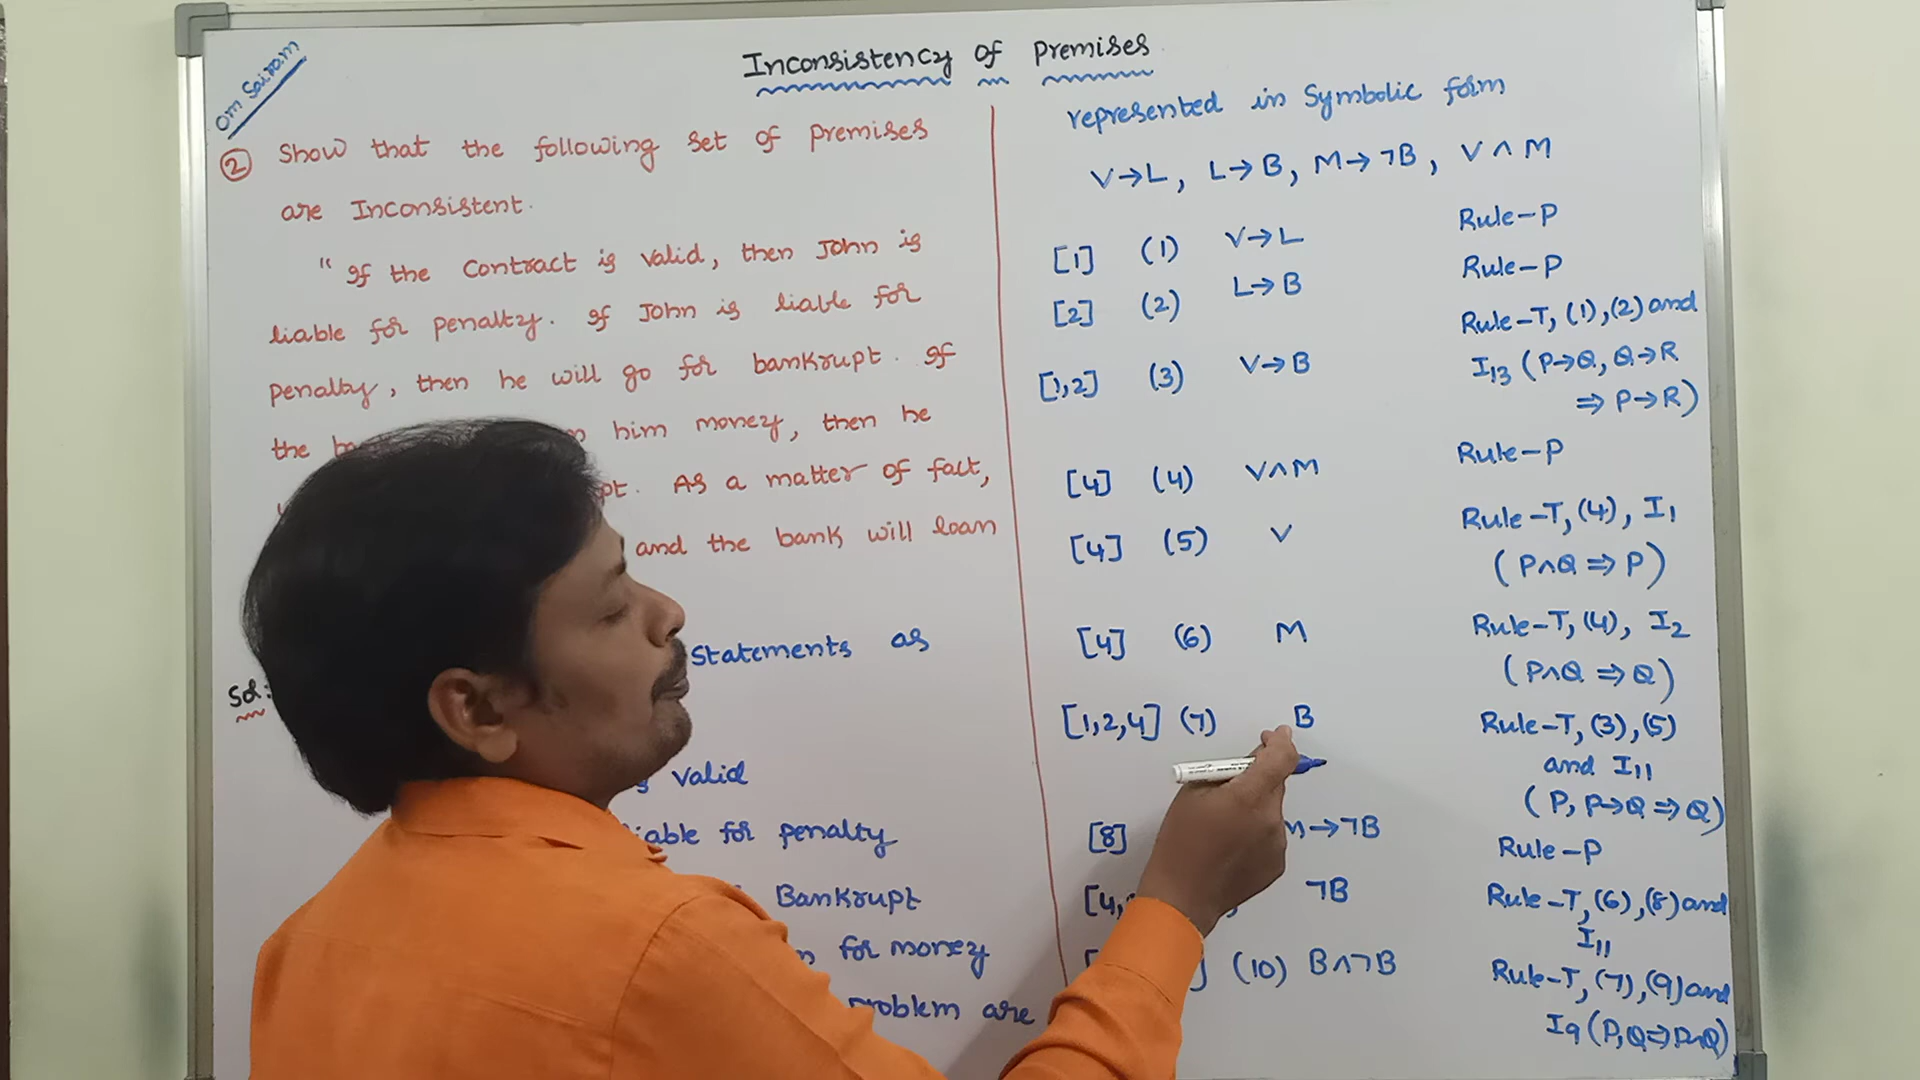 Om Sairam
Inconsistency of Premises
② Show that the following set of premises
are Inconsistent.
" If the Contract is valid, then John is
liable for penalty. If John is liable for
penalty, then he will go for bankrupt. If
the him money, then he
As a matter of fact,
and the bank will loan
Sol:
Statements as
valid
liable for penalty
Bankrupt
for money
problem are
represented in Symbolic form
V→L, L→B, M→¬B, V∧M
[1] (1) V→L Rule-P
[2] (2) L→B Rule-P
[1,2] (3) V→B Rule-T, (1),(2) and
I13 (P→Q, Q→R
⇒ P→R)
[4] (4) V∧M Rule-P
[4] (5) V Rule-T, (4), I1
(P∧Q ⇒ P)
[4] (6) M Rule-T, (4), I2
(P∧Q ⇒ Q)
[1,2,4] (7) B Rule-T, (3), (5)
and I11
(P, P→Q ⇒ Q)
[8] M→¬B Rule-P
[4, ¬B Rule-T, (6), (8) and
I11
(10) B∧¬B Rule-T, (7), (9) and
I9 (P,Q ⇒ P∧Q)